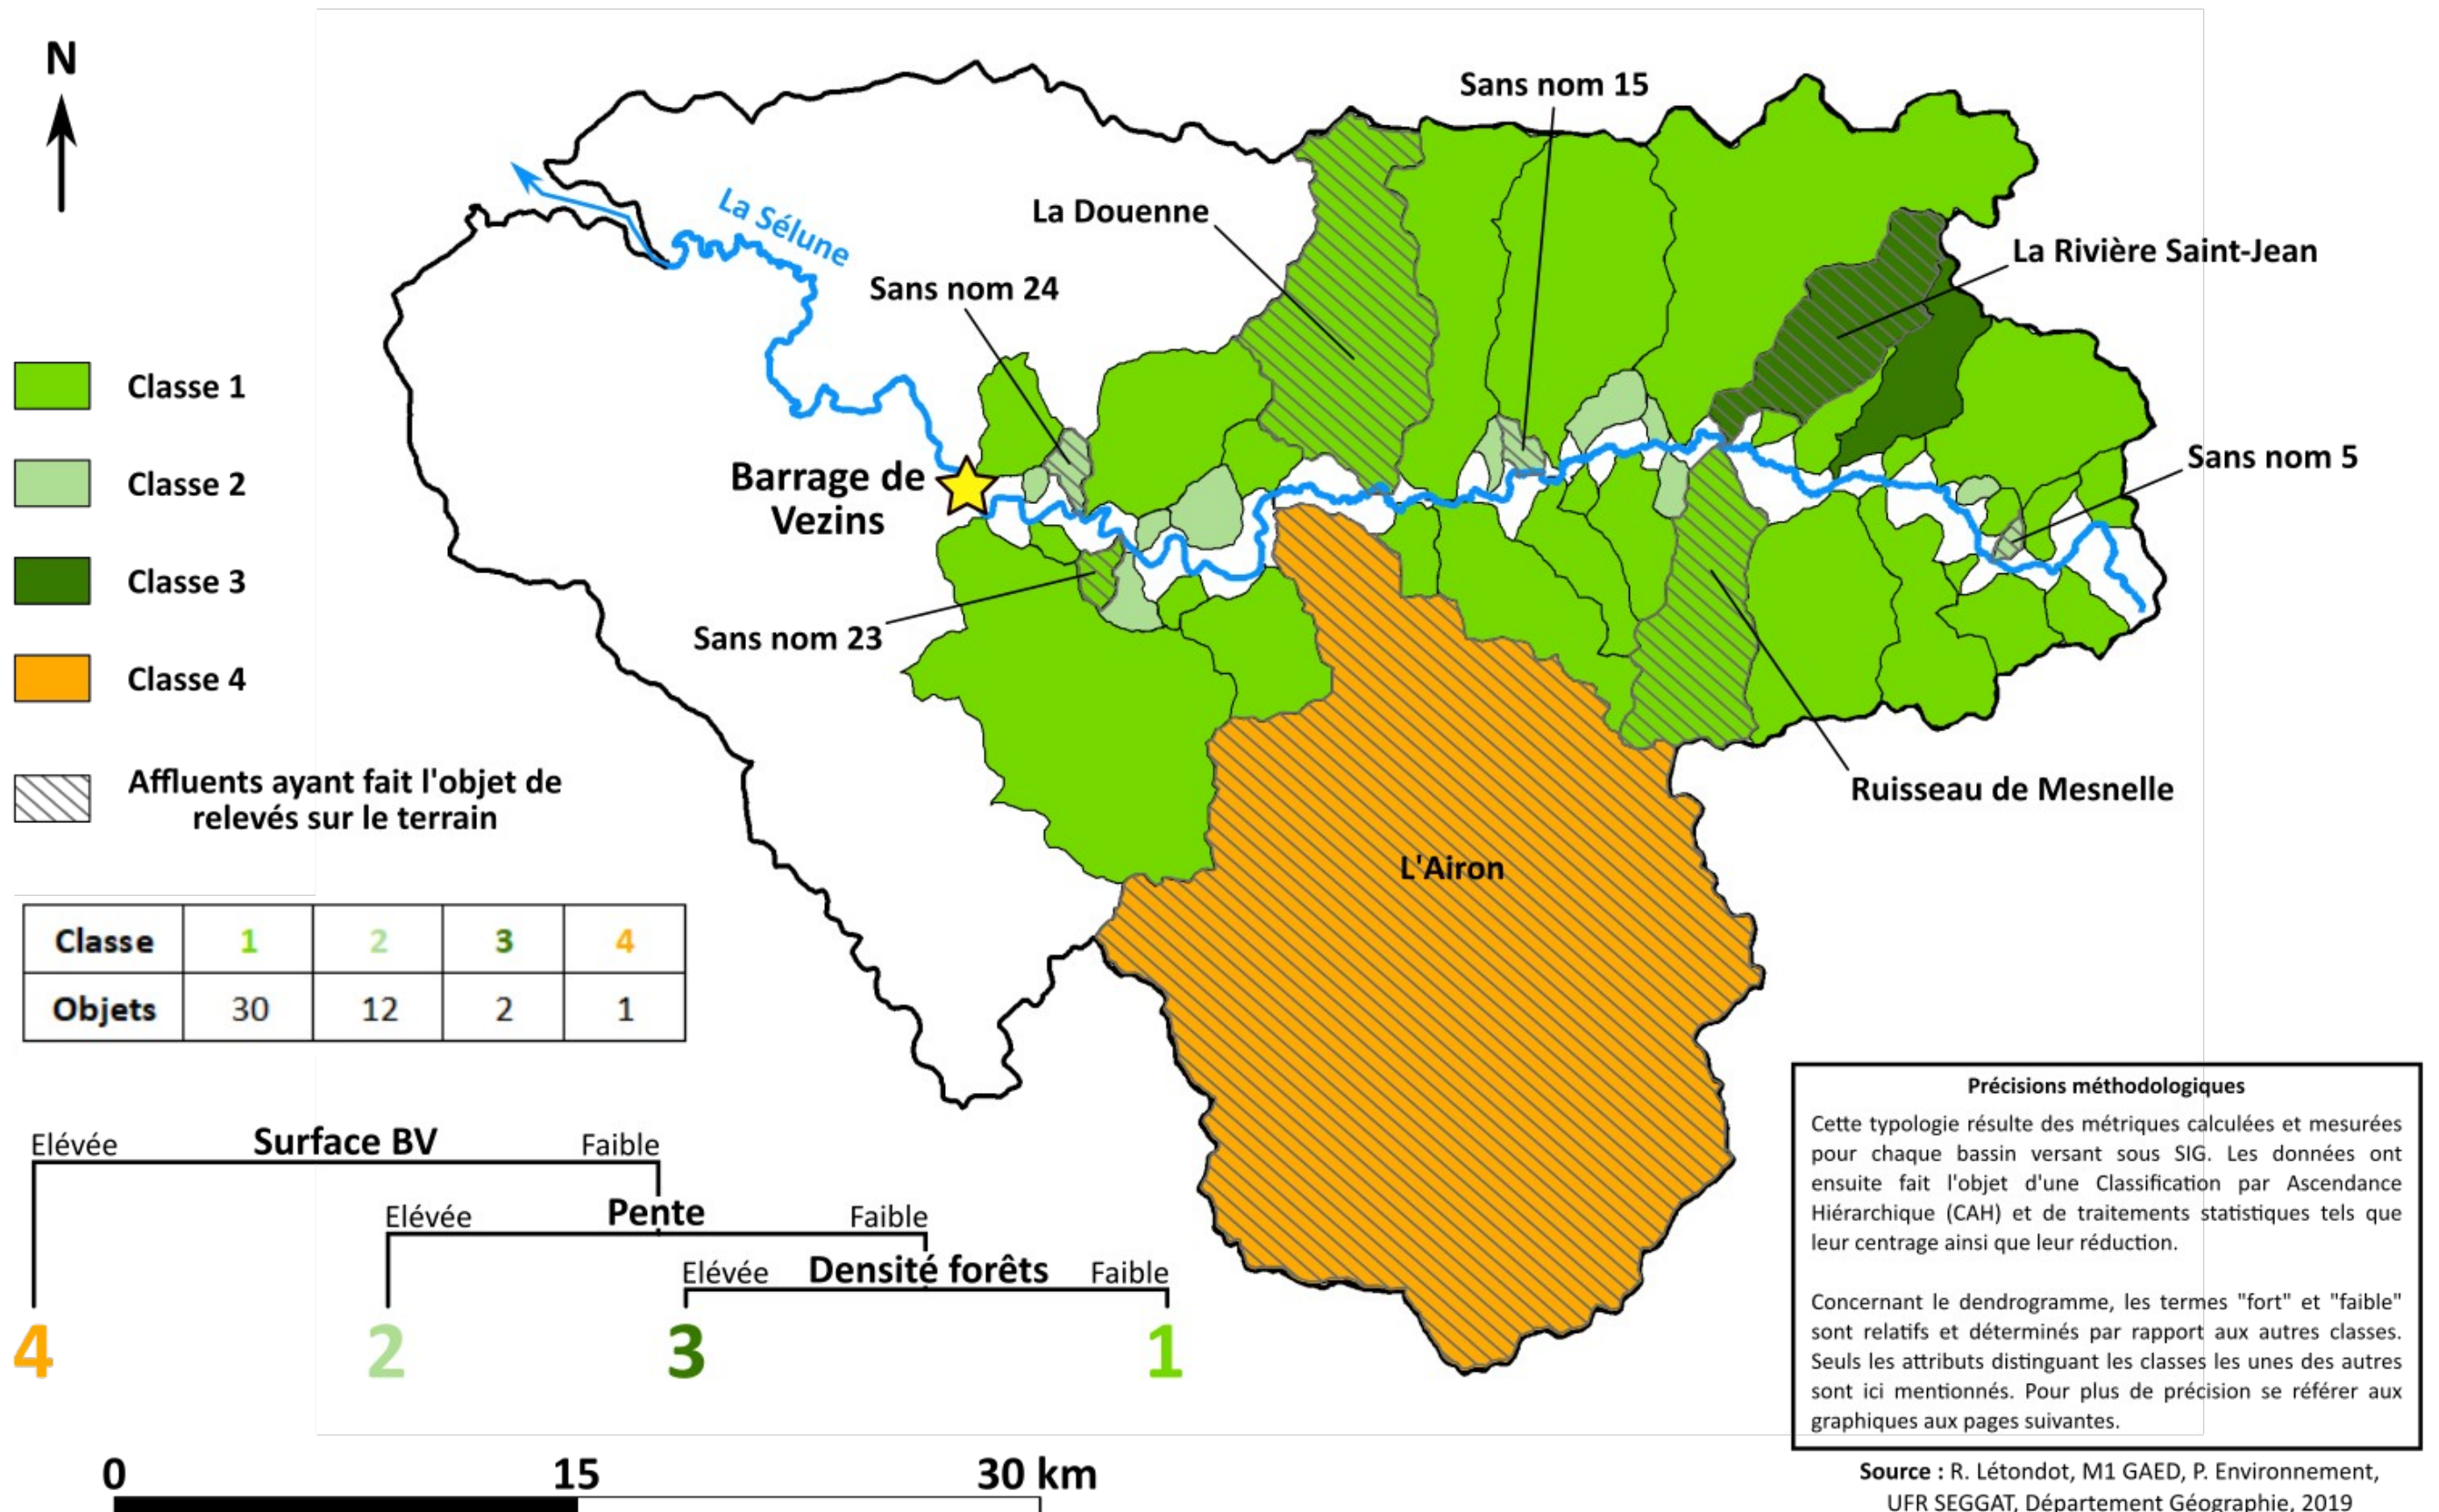 N
Sans nom 15
La Douenne
La Sélune
La Rivière Saint-Jean
Sans nom 24
Classe 1
Classe 2
Classe 3
Classe 4
Affluents ayant fait l'objet de
relevés sur le terrain
Barrage de
Vezins
Sans nom 5
Sans nom 23
Ruisseau de Mesnelle
L'Airon
Classe 1 2 3 4
Objets 30 12 2 1
Elévée Surface BV Faible
Elévée Pente Faible
Elévée Densité forêts Faible
4 2 3 1
0 15 30 km
Précisions méthodologiques
Cette typologie résulte des métriques calculées et mesurées
pour chaque bassin versant sous SIG. Les données ont
ensuite fait l'objet d'une Classification par Ascendance
Hiérarchique (CAH) et de traitements statistiques tels que
leur centrage ainsi que leur réduction.
Concernant le dendrogramme, les termes "fort" et "faible"
sont relatifs et déterminés par rapport aux autres classes.
Seuls les attributs distinguant les classes les unes des autres
sont ici mentionnés. Pour plus de précision se référer aux
graphiques aux pages suivantes.
Source : R. Létondot, M1 GAED, P. Environnement,
UFR SEGGAT, Département Géographie, 2019